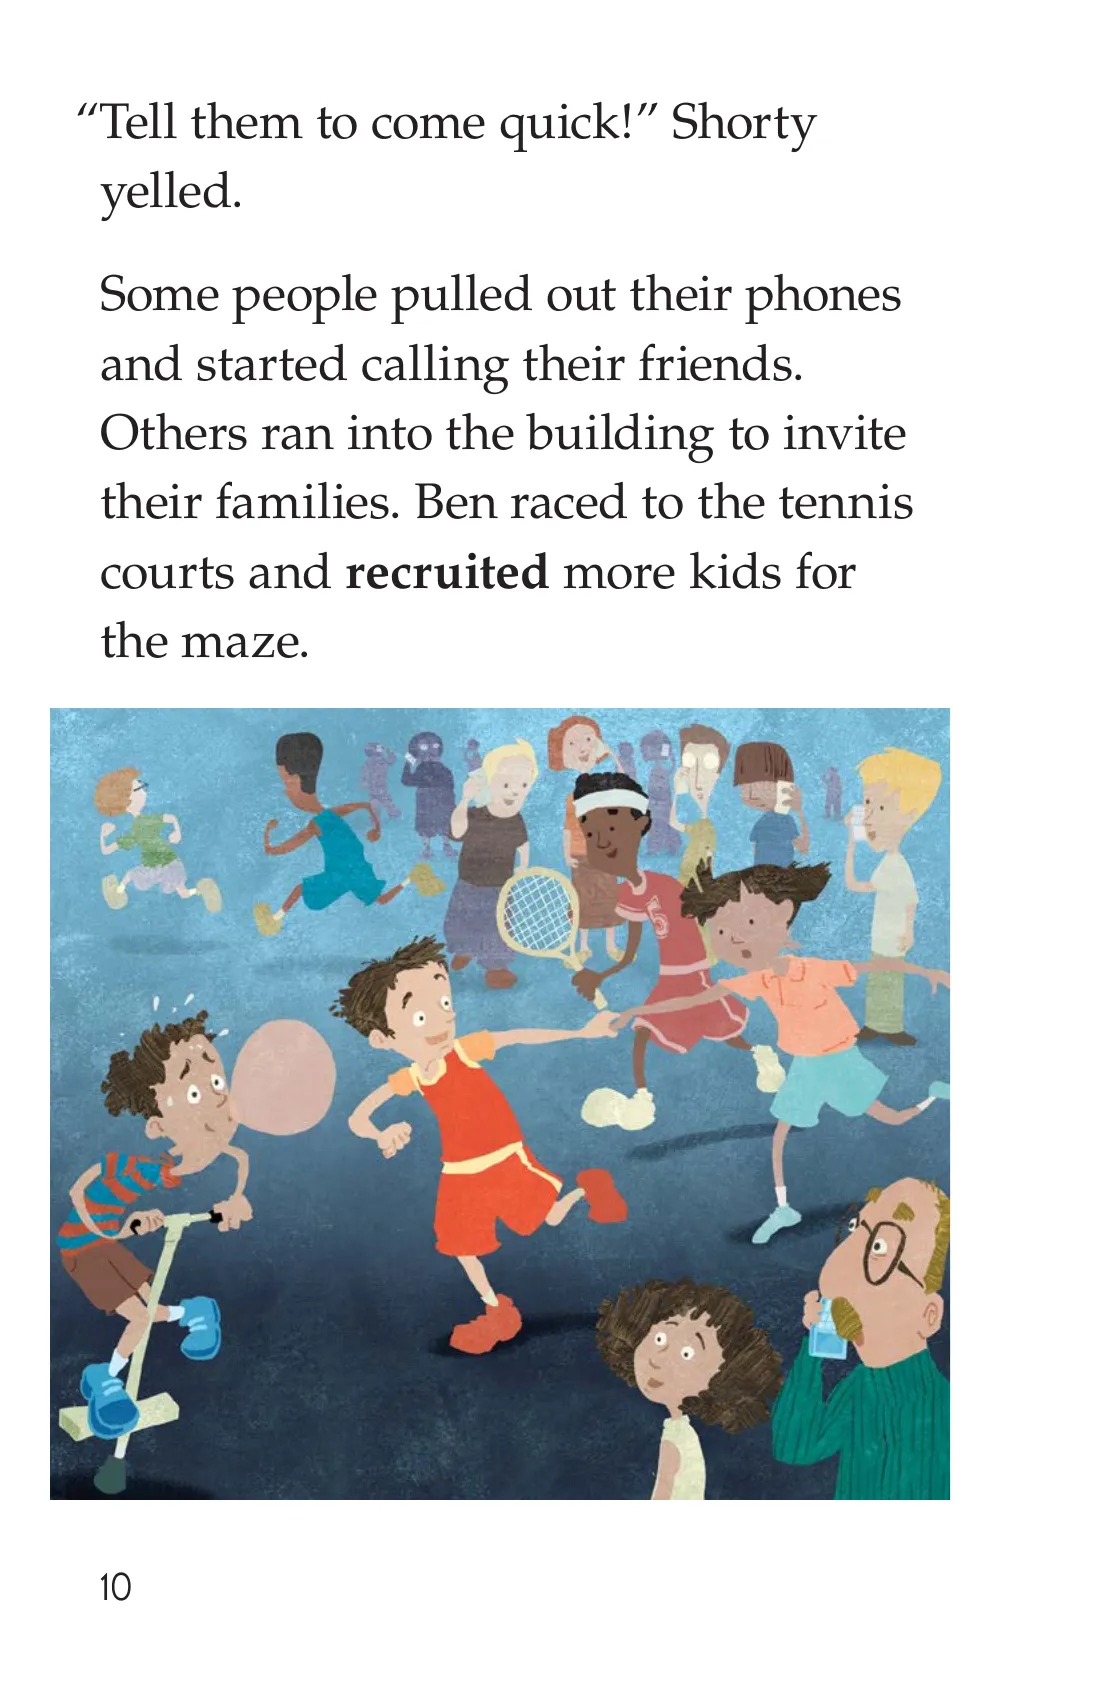 “Tell them to come quick!” Shorty
yelled.
Some people pulled out their phones
and started calling their friends.
Others ran into the building to invite
their families. Ben raced to the tennis
courts and recruited more kids for
the maze.
5
10